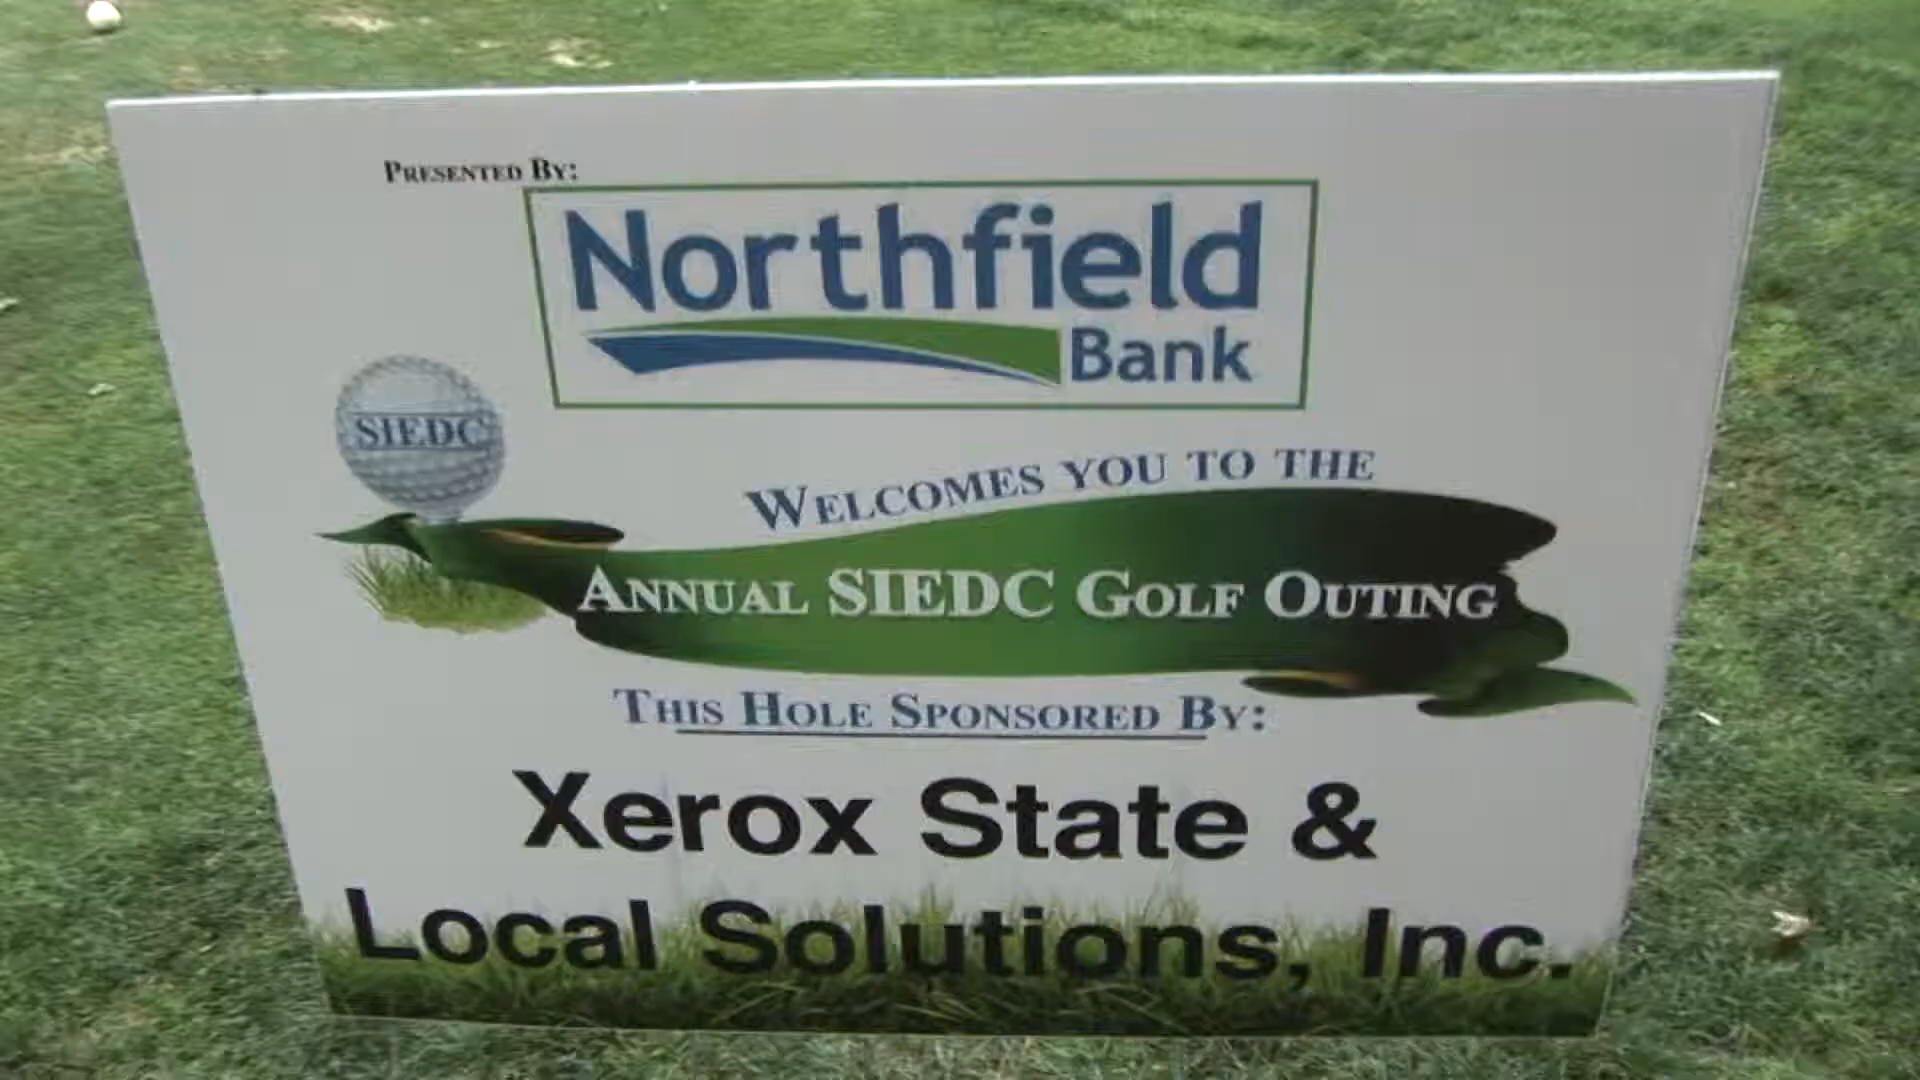 Presented By:
Northfield
Bank
SIEDC
Welcomes you to the
Annual SIEDC Golf Outing
This Hole Sponsored By:
Xerox State &
Local Solutions, Inc.